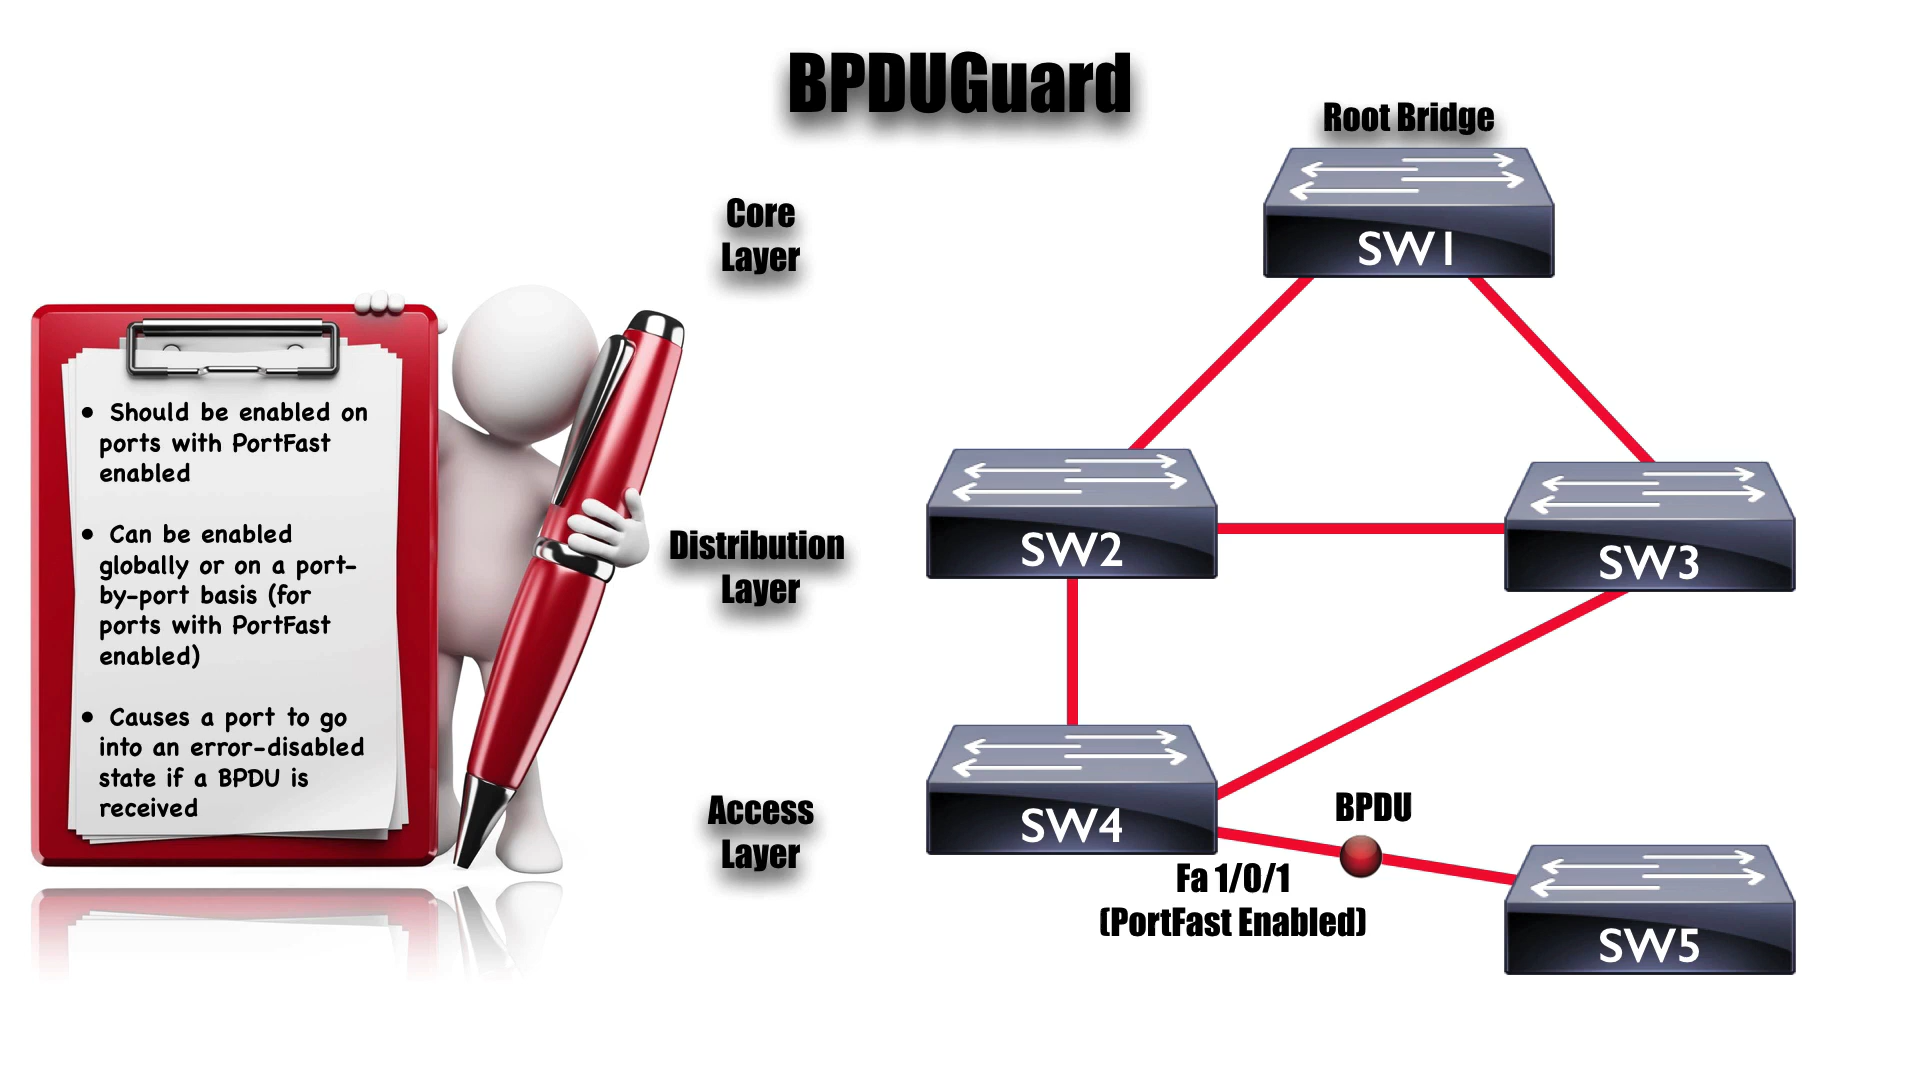 BPDUGuard
Root Bridge
Core
Layer
SW1
• Should be enabled on
ports with PortFast
enabled
• Can be enabled
globally or on a port-
by-port basis (for
ports with PortFast
enabled)
• Causes a port to go
into an error-disabled
state if a BPDU is
received
Distribution
Layer
SW2
SW3
Access
Layer
SW4
BPDU
Fa 1/0/1
(PortFast Enabled)
SW5